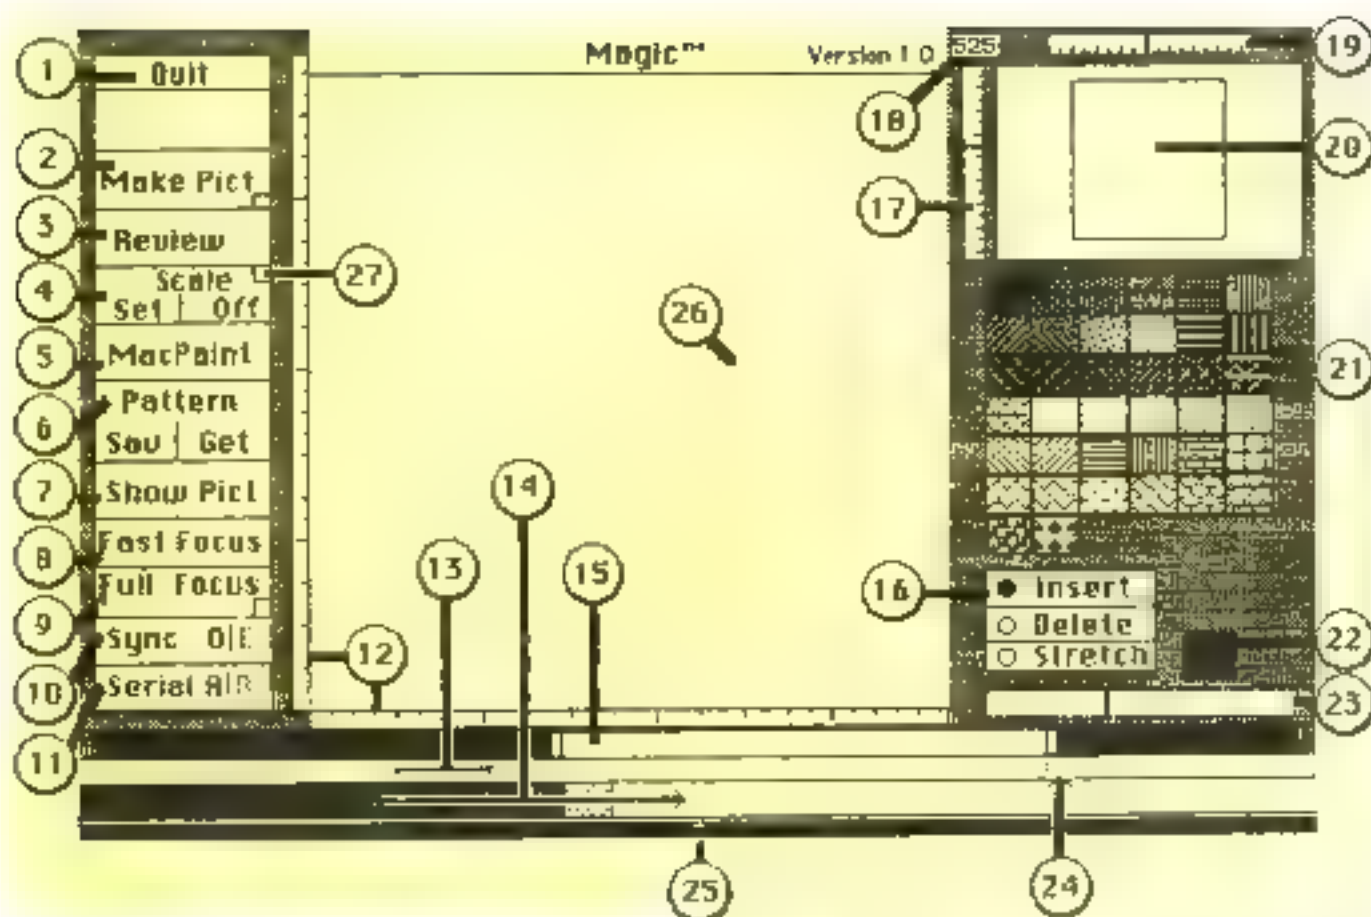 Magic™ Version 1.0
525
1
Quit
2
Make Pict
3
Review
4
Scale
Set Off
5
MacPaint
6
Pattern
Sav Get
7
Show Pict
8
Fast Focus
9
Full Focus
10
Sync O|E
11
Serial A|B
12
13
14
15
16
Insert
Delete
Stretch
17
18
19
20
21
22
23
24
25
26
27